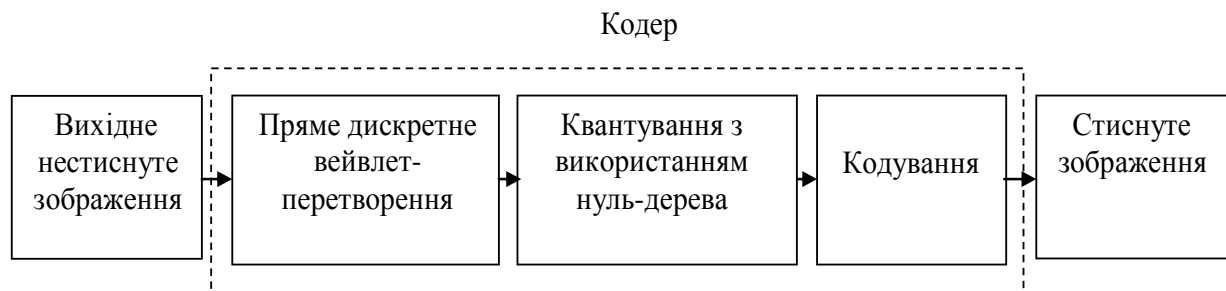 Кодер
Вихідне
нестиснуте
зображення
Пряме дискретне
вейвлет-
перетворення
Квантування з
використанням
нуль-дерева
Кодування
Стиснуте
зображення